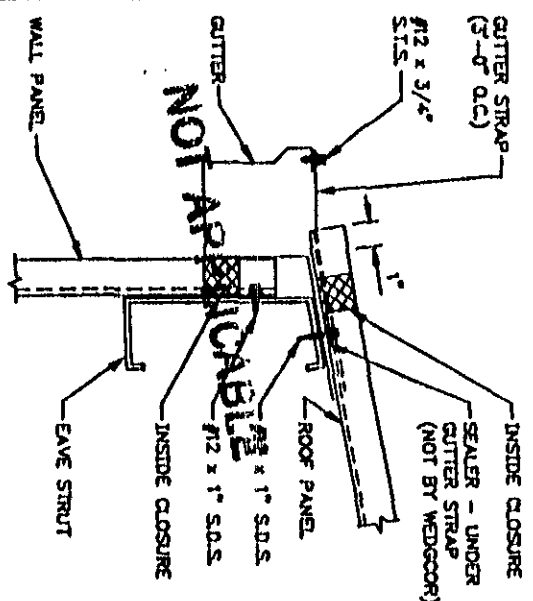 GUTTER STRAP
(3'-0" O.C.)
#12 x 3/4"
S.T.S.
GUTTER
WALL PANEL
NOT APPLICABLE
1"
INSIDE CLOSURE
SEALER - UNDER
GUTTER STRAP
(NOT BY WEDGCOR)
ROOF PANEL
x 1" S.D.S
#12 x 1" S.D.S
INSIDE CLOSURE
EAVE STRUT